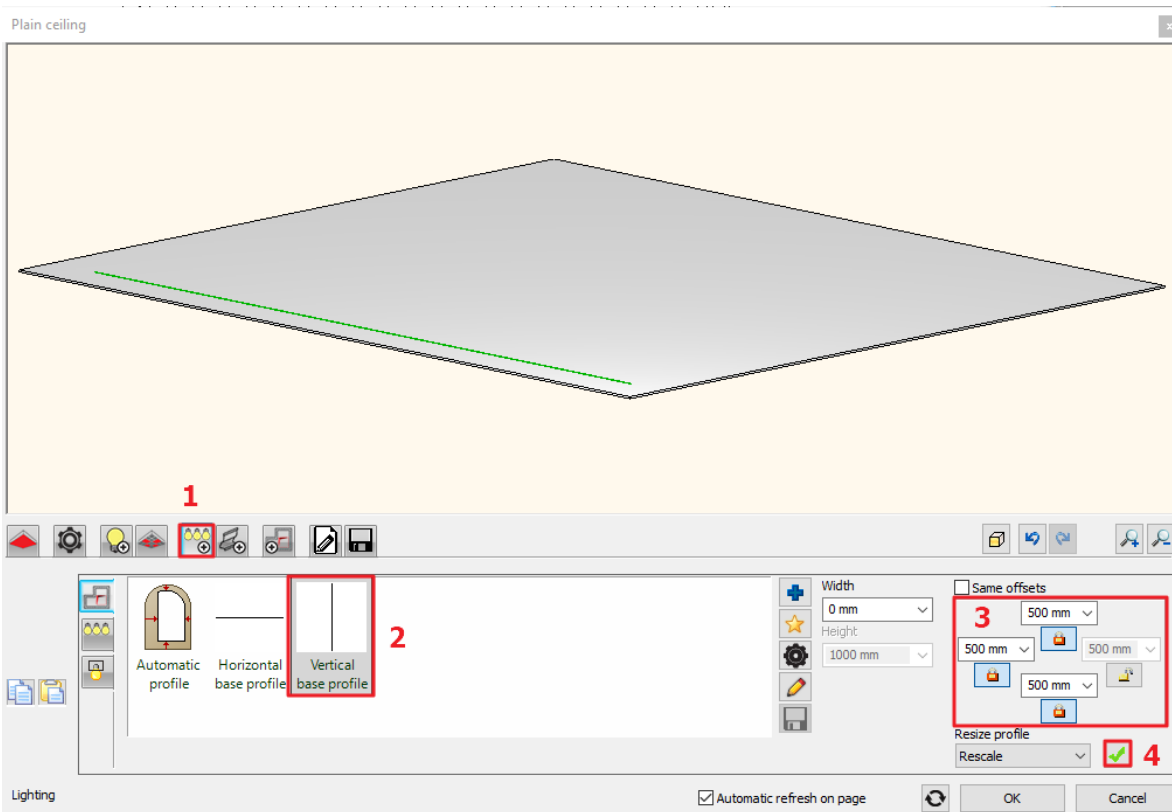 Plain ceiling
1
Width
Same offsets
0 mm
3
500 mm
Height
2
500 mm
500 mm
1000 mm
Automatic
profile
Horizontal
base profile
Vertical
base profile
500 mm
Resize profile
Rescale
4
Lighting
Automatic refresh on page
OK
Cancel